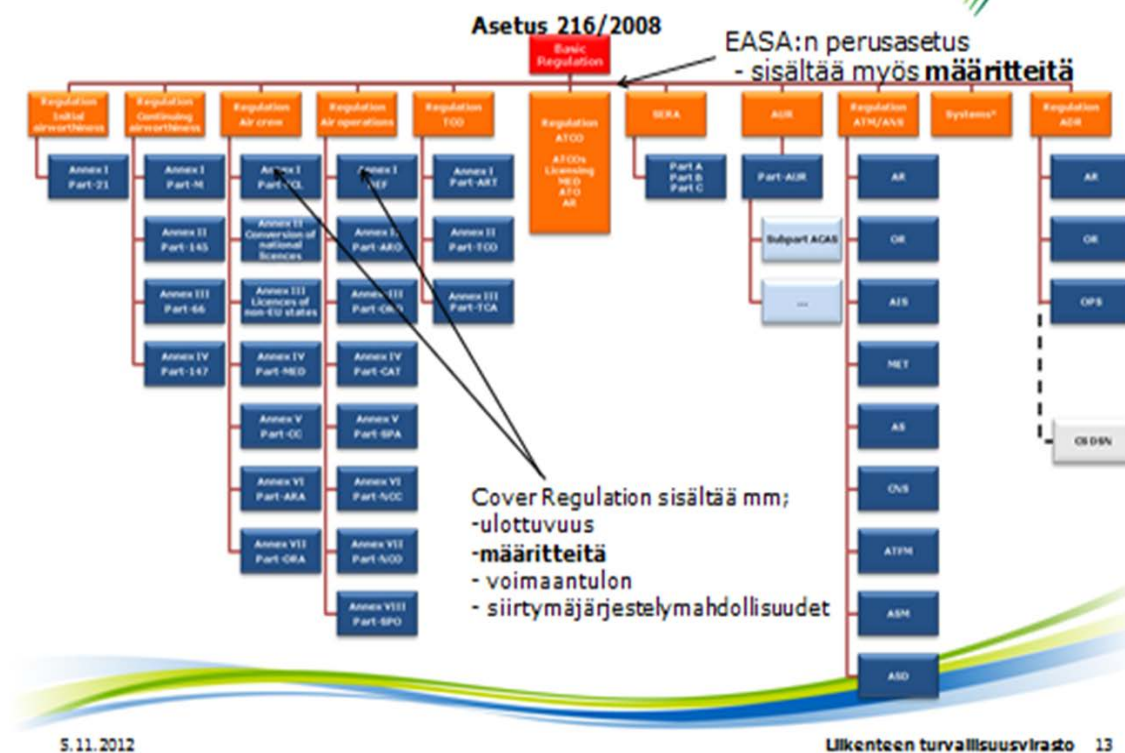 Asetus 216/2008
Basic
Regulation
EASA:n perusasetus
- sisältää myös määritteitä
Regulation
Initial
airworthiness
Annex I
Part-21
Regulation
Continuing
airworthiness
Annex I
Part-M
Annex II
Part-145
Annex III
Part-66
Annex IV
Part-147
Regulation
Air crew
Annex I
Annex II
Conversion of
national
licences
Annex III
Licences of
non-EU states
Annex IV
Part-MED
Annex V
Part-CC
Annex VI
Part-ARA
Annex VII
Part-ORA
Regulation
Air operations
Annex I
Annex II
Part-ARO
Annex III
Annex IV
Part-CAT
Annex V
Part-SPA
Annex VI
Part-NCC
Annex VII
Part-NCO
Annex VIII
Part-SPO
Regulation
TCO
Annex I
Part-ART
Annex II
Part-TCO
Annex III
Part-TCA
Regulation
ATCO
ATCOs
Licensing
MED
ATO
AR
SERA
Part A
Part B
Part C
AUR
Part-AUR
Subpart ACAS
...
Regulation
ATM/ANS
AR
OR
AIS
MET
AS
CNS
ATFM
ASM
ASD
Systems*
Regulation
ADR
AR
OR
OPS
CSDSN
Cover Regulation sisältää mm;
-ulottuvuus
-määritteitä
- voimaantulon
- siirtymäjärjestelymahdollisuudet
5.11.2012
Liikenteen turvallisuusvirasto 13